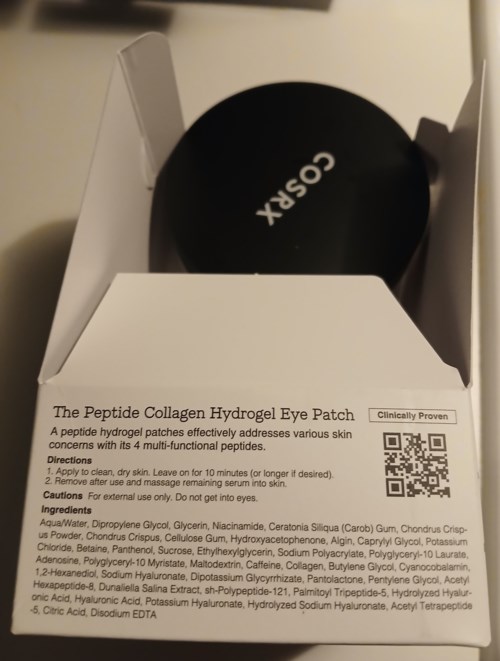 COSRX
The Peptide Collagen Hydrogel Eye Patch
Clinically Proven
A peptide hydrogel patches effectively addresses various skin
concerns with its 4 multi-functional peptides.
Directions
1. Apply to clean, dry skin. Leave on for 10 minutes (or longer if desired).
2. Remove after use and massage remaining serum into skin.
Cautions For external use only. Do not get into eyes.
Ingredients
Aqua/Water, Dipropylene Glycol, Glycerin, Niacinamide, Ceratonia Siliqua (Carob) Gum, Chondrus Crisp-
us Powder, Chondrus Crispus, Cellulose Gum, Hydroxyacetophenone, Algin, Caprylyl Glycol, Potassium
Chloride, Betaine, Panthenol, Sucrose, Ethylhexylglycerin, Sodium Polyacrylate, Polyglyceryl-10 Laurate,
Adenosine, Polyglyceryl-10 Myristate, Maltodextrin, Caffeine, Collagen, Butylene Glycol, Cyanocobalamin,
1,2-Hexanediol, Sodium Hyaluronate, Dipotassium Glycyrrhizate, Pantolactone, Pentylene Glycol, Acetyl
Hexapeptide-8, Dunaliella Salina Extract, sh-Polypeptide-121, Palmitoyl Tripeptide-5, Hydrolyzed Hyalur-
onic Acid, Hyaluronic Acid, Potassium Hyaluronate, Hydrolyzed Sodium Hyaluronate, Acetyl Tetrapeptide
-5, Citric Acid, Disodium EDTA